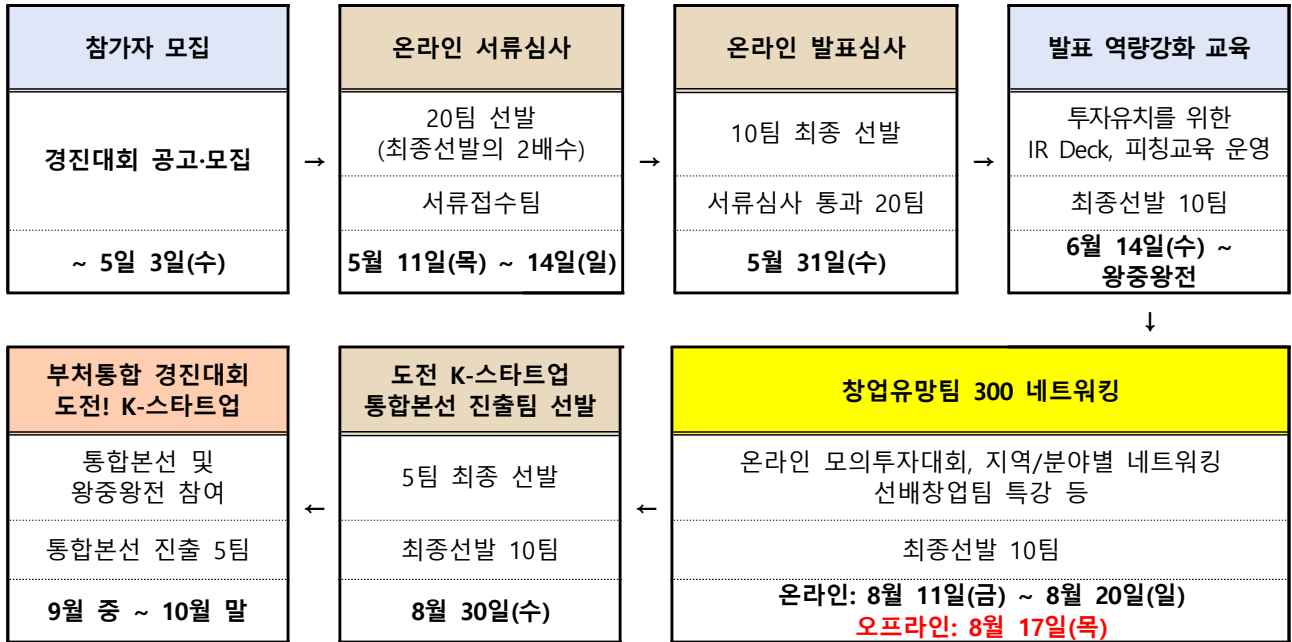 참가자 모집
경진대회 공고·모집
~ 5일 3일(수)
→
온라인 서류심사
20팀 선발
(최종선발의 2배수)
서류접수팀
5월 11일(목) ~ 14일(일)
→
온라인 발표심사
10팀 최종 선발
서류심사 통과 20팀
5월 31일(수)
→
발표 역량강화 교육
투자유치를 위한
IR Deck, 피칭교육 운영
최종선발 10팀
6월 14일(수) ~
왕중왕전
↓
창업유망팀 300 네트워킹
온라인 모의투자대회, 지역/분야별 네트워킹
선배창업팀 특강 등
최종선발 10팀
온라인: 8월 11일(금) ~ 8월 20일(일)
오프라인: 8월 17일(목)
←
도전 K-스타트업
통합본선 진출팀 선발
5팀 최종 선발
최종선발 10팀
8월 30일(수)
←
부처통합 경진대회
도전! K-스타트업
통합본선 및
왕중왕전 참여
통합본선 진출 5팀
9월 중 ~ 10월 말